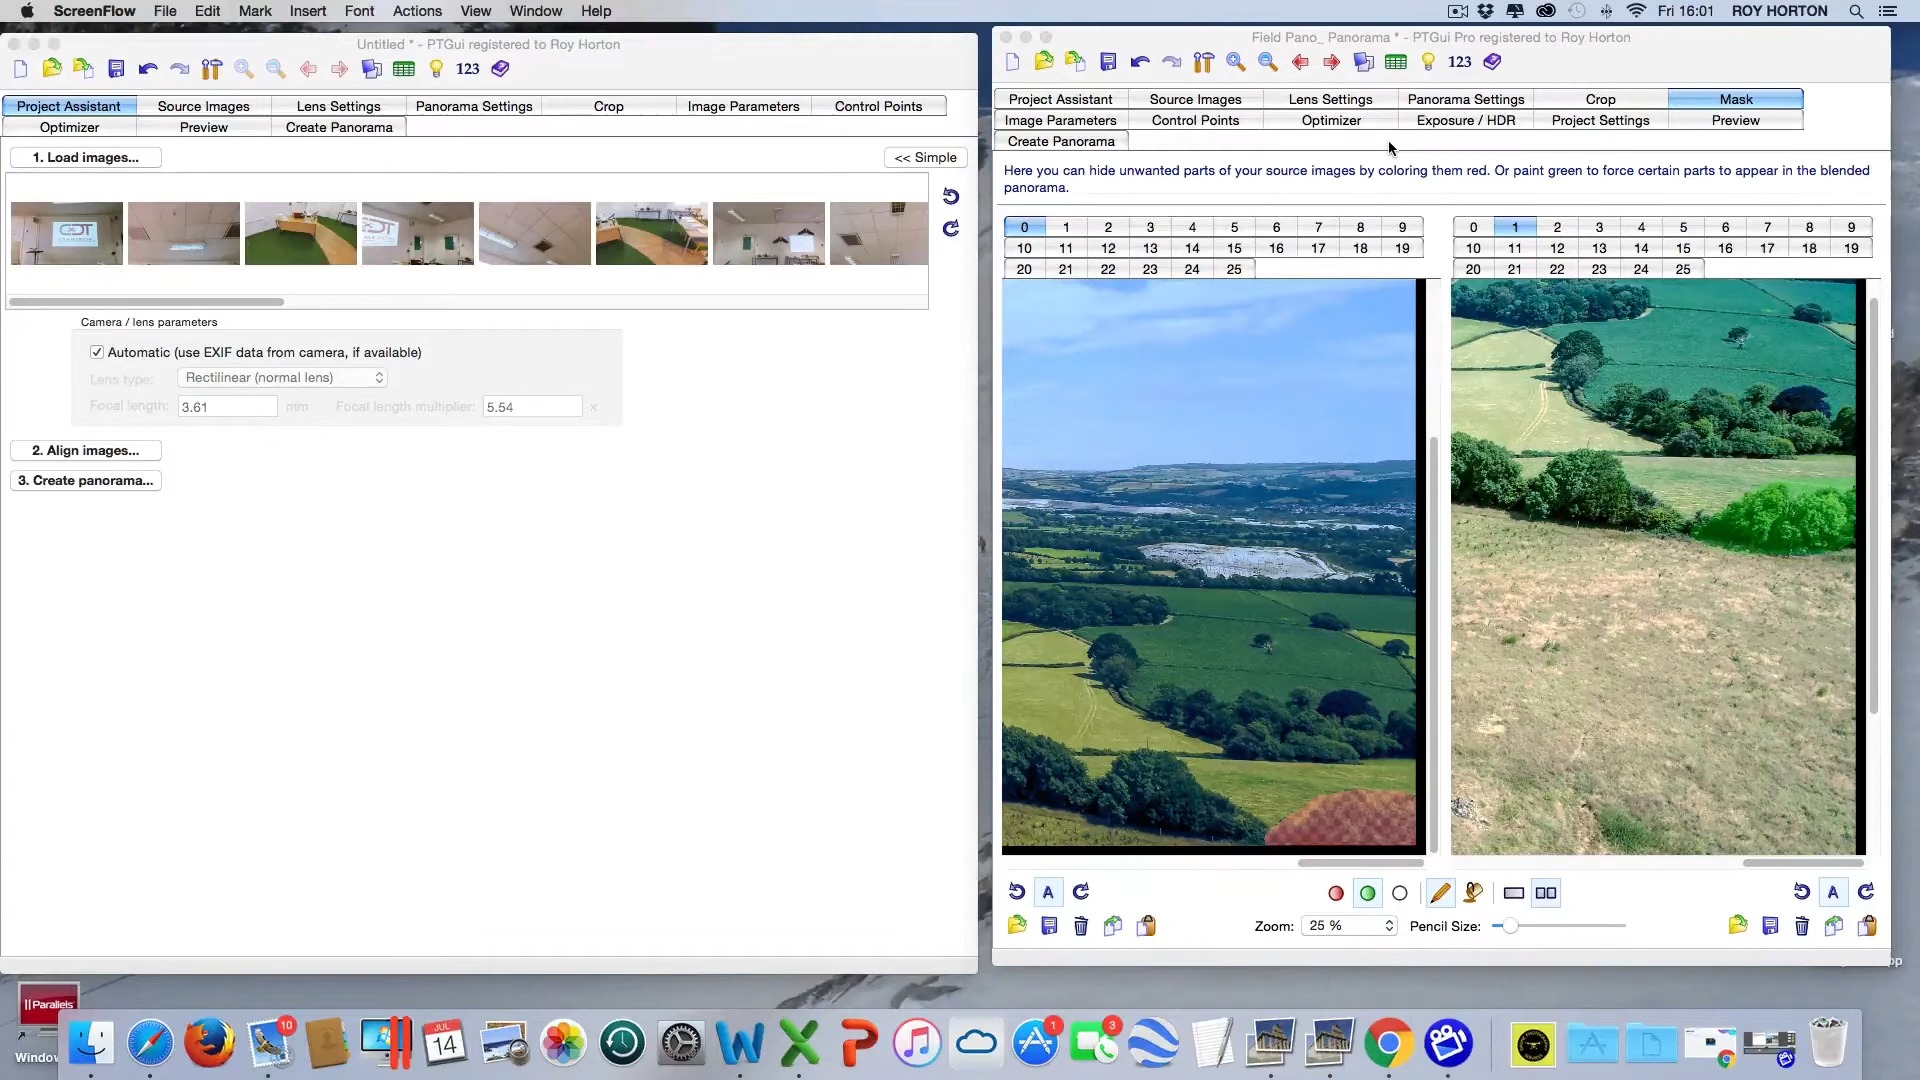 ScreenFlow File Edit Mark Insert Font Actions View Window Help Fri 16:01 ROY HORTON
Untitled * - PTGui registered to Roy Horton
123
Project Assistant Source Images Lens Settings Panorama Settings Crop Image Parameters Control Points
Optimizer Preview Create Panorama
1. Load images... << Simple
Camera / lens parameters
Automatic (use EXIF data from camera, if available)
Lens type: Rectilinear (normal lens)
Focal length: 3.61 mm Focal length multiplier: 5.54 ×
2. Align images...
3. Create panorama...
Field Pano_ Panorama * - PTGui Pro registered to Roy Horton
123
Project Assistant Source Images Lens Settings Panorama Settings Crop Mask
Image Parameters Control Points Optimizer Exposure / HDR Project Settings Preview
Create Panorama
Here you can hide unwanted parts of your source images by coloring them red. Or paint green to force certain parts to appear in the blended
panorama.
0 1 2 3 4 5 6 7 8 9
10 11 12 13 14 15 16 17 18 19
20 21 22 23 24 25
0 1 2 3 4 5 6 7 8 9
10 11 12 13 14 15 16 17 18 19
20 21 22 23 24 25
A A
Zoom: 25 % Pencil Size:
Parallels
10
JUL
14
1
3